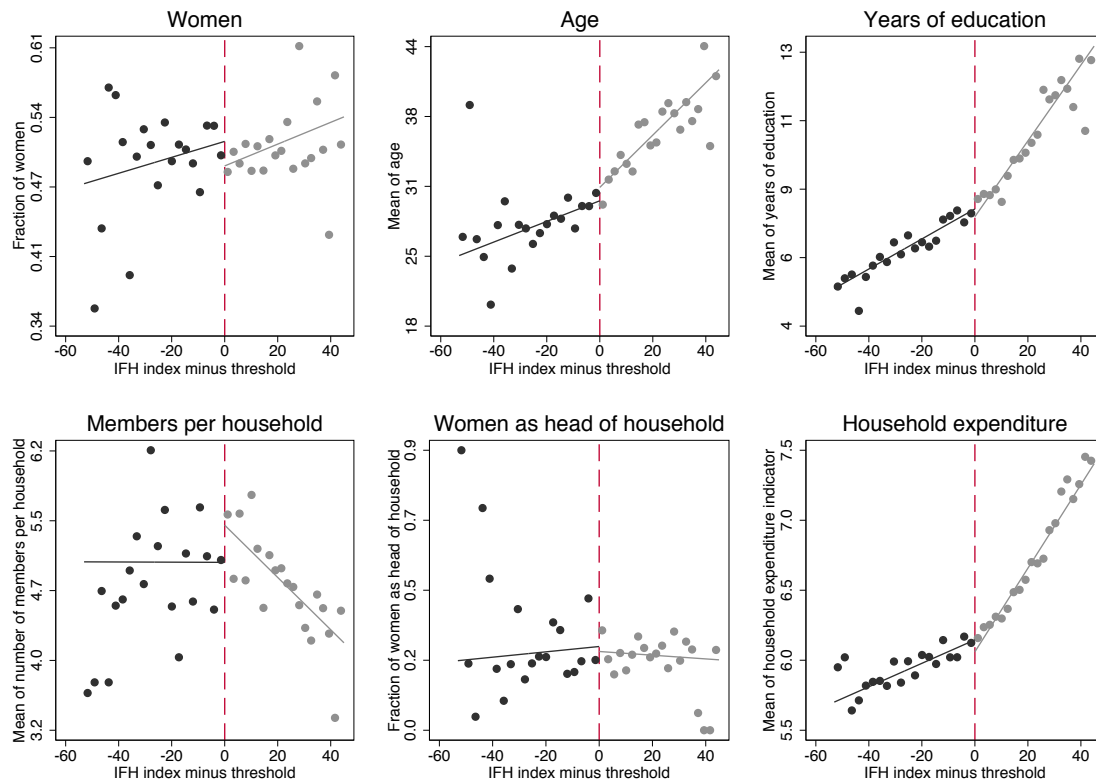 Women
Fraction of women
0.61
0.54
0.47
0.41
0.34
-60 -40 -20 0 20 40
IFH index minus threshold
Age
Mean of age
44
38
31
25
18
-60 -40 -20 0 20 40
IFH index minus threshold
Years of education
Mean of years of education
13
11
9
6
4
-60 -40 -20 0 20 40
IFH index minus threshold
Members per household
Mean of number of members per household
6.2
5.5
4.7
4.0
3.2
-60 -40 -20 0 20 40
IFH index minus threshold
Women as head of household
Fraction of women as head of household
0.9
0.7
0.5
0.2
0.0
-60 -40 -20 0 20 40
IFH index minus threshold
Household expenditure
Mean of household expenditure indicator
7.5
7.0
6.5
6.0
5.5
-60 -40 -20 0 20 40
IFH index minus threshold